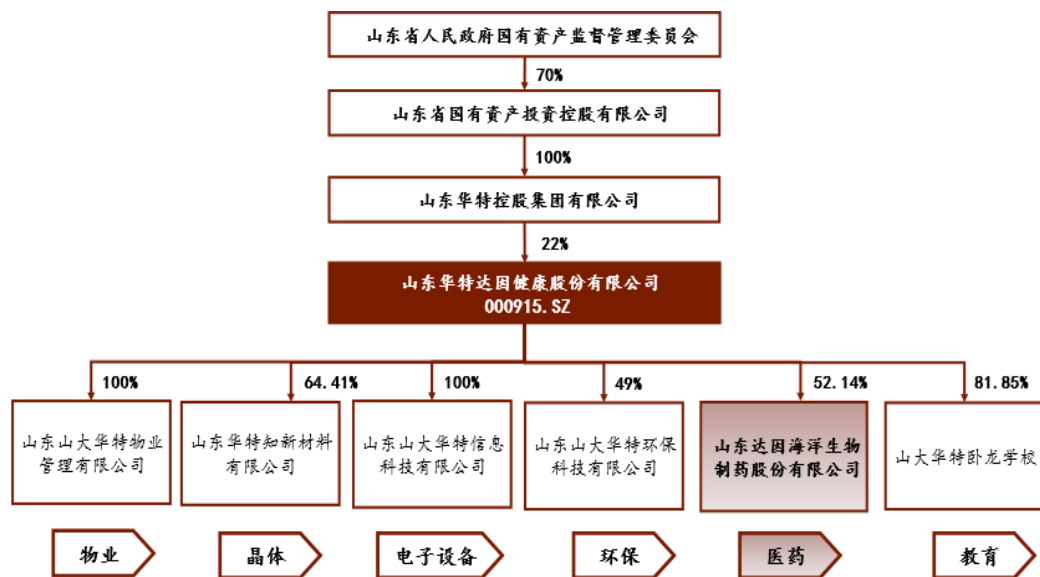 山东省人民政府国有资产监督管理委员会
70%
山东省国有资产投资控股有限公司
100%
山东华特控股集团有限公司
22%
山东华特达因健康股份有限公司
000915.SZ
100%
64.41%
100%
49%
52.14%
81.85%
山东山大华特物业
管理有限公司
山东华特知新材料
有限公司
山东山大华特信息
科技有限公司
山东山大华特环保
科技有限公司
山东达因海洋生物
制药股份有限公司
山大华特卧龙学校
物业
晶体
电子设备
环保
医药
教育